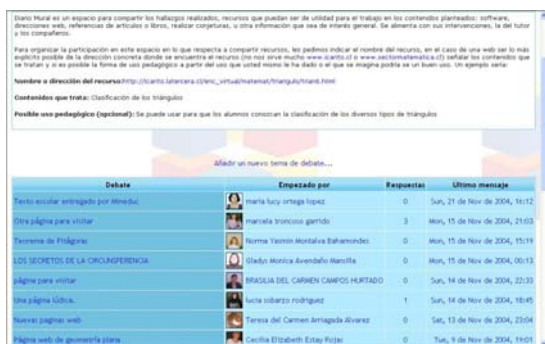 Diario Mural es un espacio para compartir los hallazgos realizados, recursos que puedan ser de utilidad para el trabajo en los contenidos planteados: software,
direcciones web, referencias de artículos o libros, realizar conjeturas, u otra información que sea de interés general. Se alimenta con sus intervenciones, la del tutor
y los compañeros.
Para organizar la participación en este espacio en lo que respecta a compartir recursos, les pedimos indicar el nombre del recurso, en el caso de una web ser lo más
explícito posible de la dirección concreta donde se encuentra el recurso (no nos sirve mucho www.icarito.cl o www.sectormatematica.cl) señalar los contenidos que
se tratan y si es posible la forma de uso pedagógico a partir del uso que usted mismo le ha dado o el que se imagina podría se un buen uso. Un ejemplo sería:
Nombre o dirección del recurso:http://icarito.latercera.cl/enc_virtual/matemat/triangulo/trian6.html
Contenidos que trata: Clasificación de los triángulos
Posible uso pedagógico (opcional): Se puede usar para que los alumnos conozcan la clasificación de los diversos tipos de triángulos
Añadir un nuevo tema de debate...
Debate Empezado por Respuestas Último mensaje
Texto escolar entregado por Mineduc maria lucy ortega lopez 0 Sun, 21 de Nov de 2004, 16:12
Otra página para visitar marcela troncoso garrido 3 Mon, 15 de Nov de 2004, 21:03
Teorema de Pitágoras Norma Yasmin Montalva Bahamondes 0 Mon, 15 de Nov de 2004, 15:19
LOS SECRETOS DE LA CIRCUNSFERENCIA Gladys Monica Avendaño Mancilla 0 Mon, 15 de Nov de 2004, 00:13
página para visitar BRASILIA DEL CARMEN CAMPOS HURTADO 0 Sun, 14 de Nov de 2004, 22:33
Una página lúdica. lucia sobarzo rodriguez 1 Sun, 14 de Nov de 2004, 18:45
Nuevas paginas web Teresa del Carmen Arriagada Alvarez 0 Sat, 13 de Nov de 2004, 23:04
Página web de geometría plana Cecilia Elizabeth Estay Rojas 0 Tue, 9 de Nov de 2004, 19:01